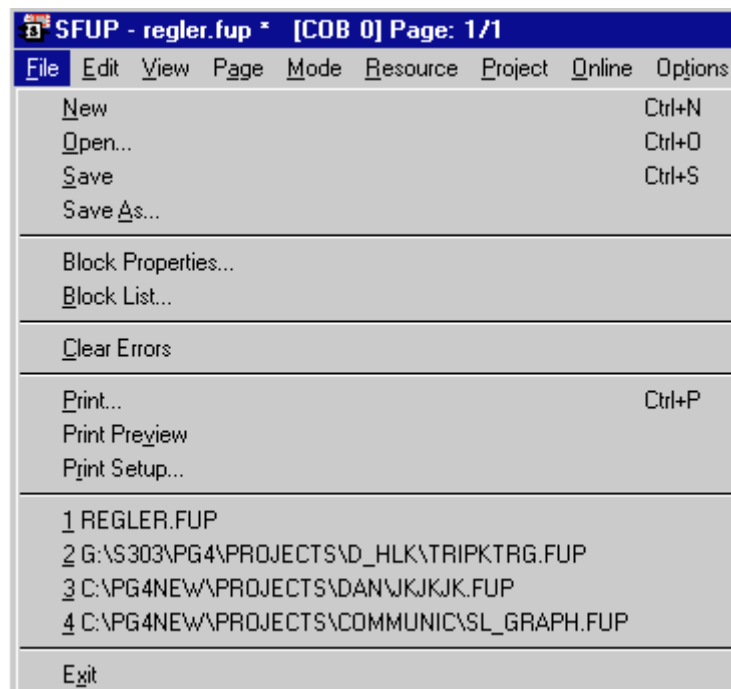 SFUP - regler.fup * [COB 0] Page: 1/1
File Edit View Page Mode Resource Project Online Options
New Ctrl+N
Open... Ctrl+O
Save Ctrl+S
Save As...
Block Properties...
Block List...
Clear Errors
Print... Ctrl+P
Print Preview
Print Setup...
1 REGLER.FUP
2 G:\S303\PG4\PROJECTS\D_HLK\TRIPKTRG.FUP
3 C:\PG4NEW\PROJECTS\DAN\JKJKJK.FUP
4 C:\PG4NEW\PROJECTS\COMMUNIC\SL_GRAPH.FUP
Exit